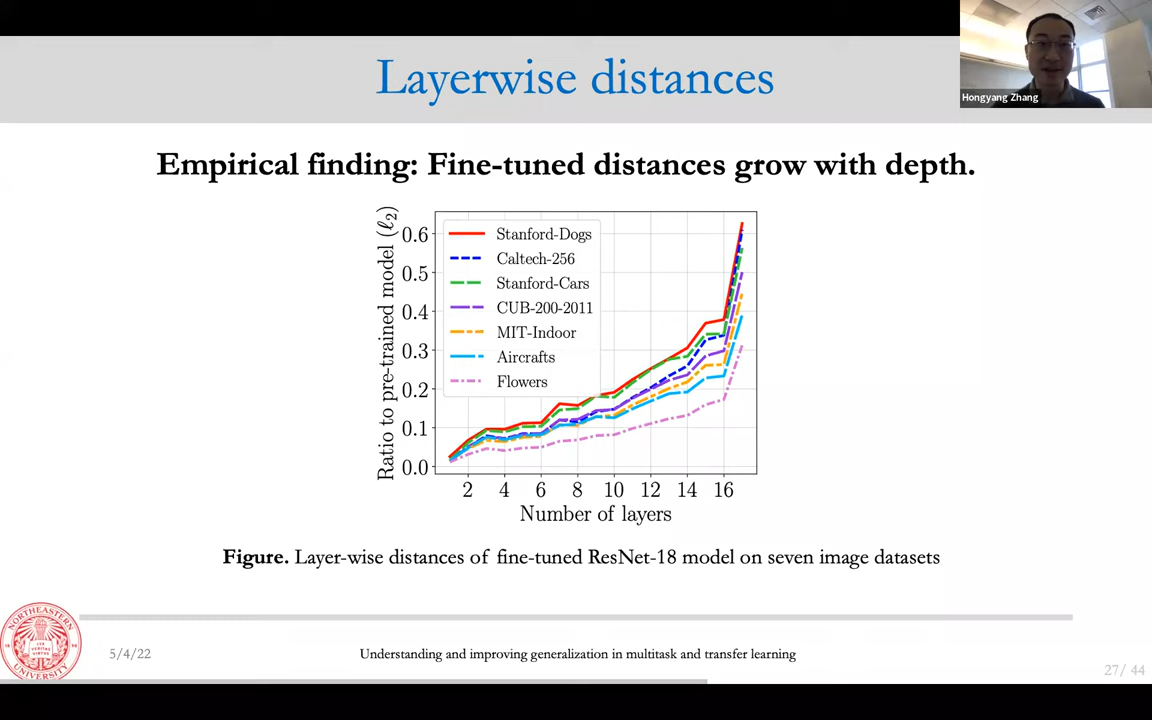 Layerwise distances
Hongyang Zhang
Empirical finding: Fine-tuned distances grow with depth.
Ratio to pre-trained model (ℓ2)
0.6
0.5
0.4
0.3
0.2
0.1
0.0
Stanford-Dogs
Caltech-256
Stanford-Cars
CUB-200-2011
MIT-Indoor
Aircrafts
Flowers
2 4 6 8 10 12 14 16
Number of layers
Figure. Layer-wise distances of fine-tuned ResNet-18 model on seven image datasets
NORTHEASTERN
UNIVERSITY
5/4/22
Understanding and improving generalization in multitask and transfer learning
27/ 44